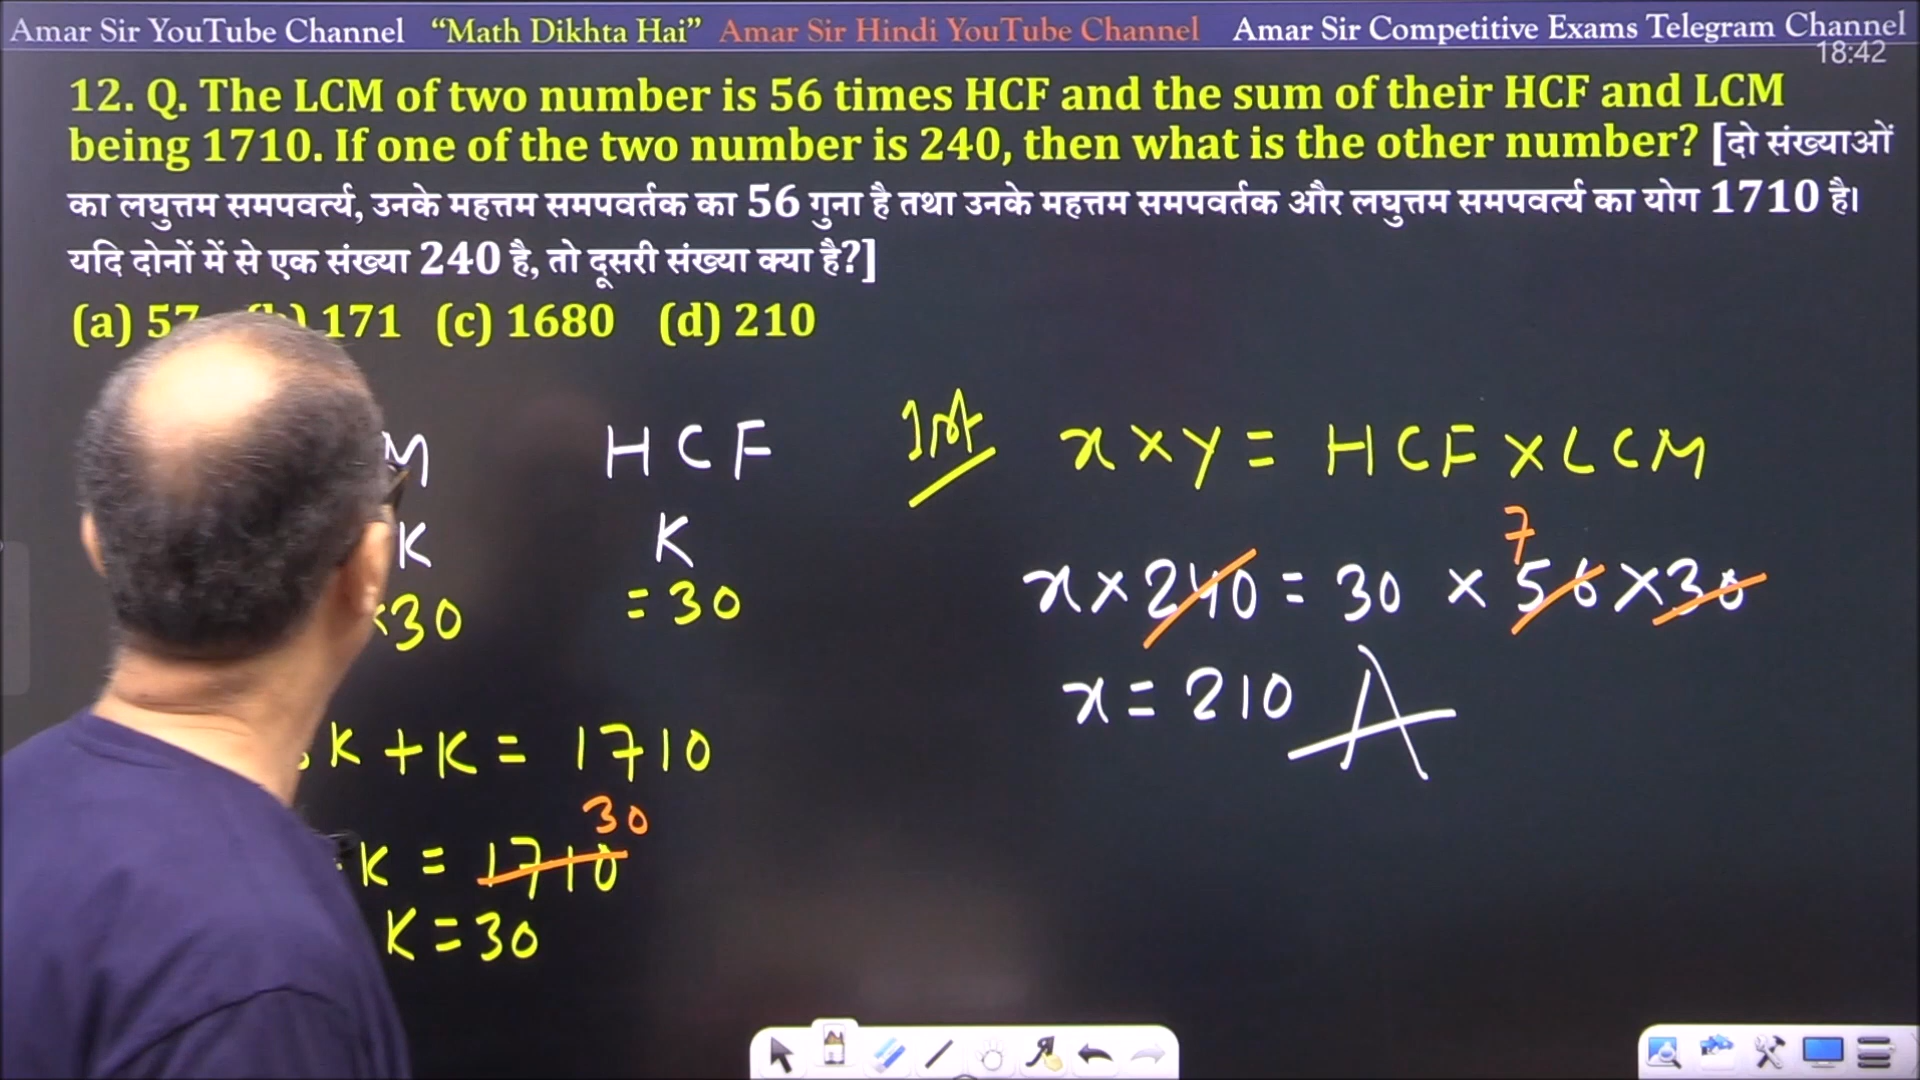 Amar Sir YouTube Channel “Math Dikhta Hai” Amar Sir Hindi YouTube Channel Amar Sir Competitive Exams Telegram Channel
18:42
12. Q. The LCM of two number is 56 times HCF and the sum of their HCF and LCM
being 1710. If one of the two number is 240, then what is the other number? [दो संख्याओं
का लघुत्तम समपवर्त्य, उनके महत्तम समपवर्तक का 56 गुना है तथा उनके महत्तम समपवर्तक और लघुत्तम समपवर्त्य का योग 1710 है।
यदि दोनों में से एक संख्या 240 है, तो दूसरी संख्या क्या है?]
(a) 57 (b) 171 (c) 1680 (d) 210
M HCF
K K
×30 = 30
K + K = 1710
30
K = 1710
K = 30
Ist x × y = HCF × LCM
7
x × 240 = 30 × 56 × 30
x = 210 A